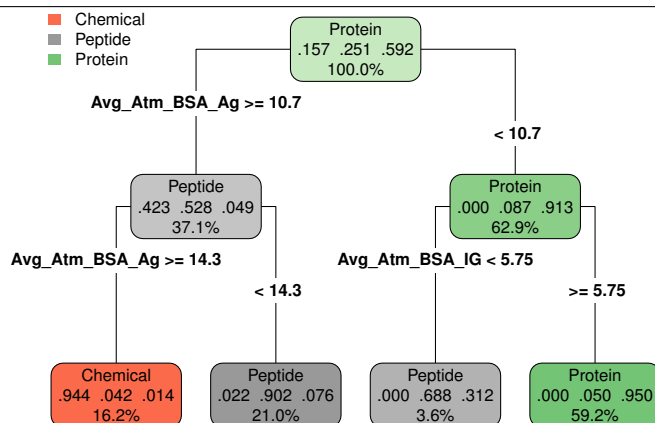 Chemical
Peptide
Protein
Protein
.157 .251 .592
100.0%
Avg_Atm_BSA_Ag >= 10.7
< 10.7
Peptide
.423 .528 .049
37.1%
Protein
.000 .087 .913
62.9%
Avg_Atm_BSA_Ag >= 14.3
< 14.3
Avg_Atm_BSA_IG < 5.75
>= 5.75
Chemical
.944 .042 .014
16.2%
Peptide
.022 .902 .076
21.0%
Peptide
.000 .688 .312
3.6%
Protein
.000 .050 .950
59.2%